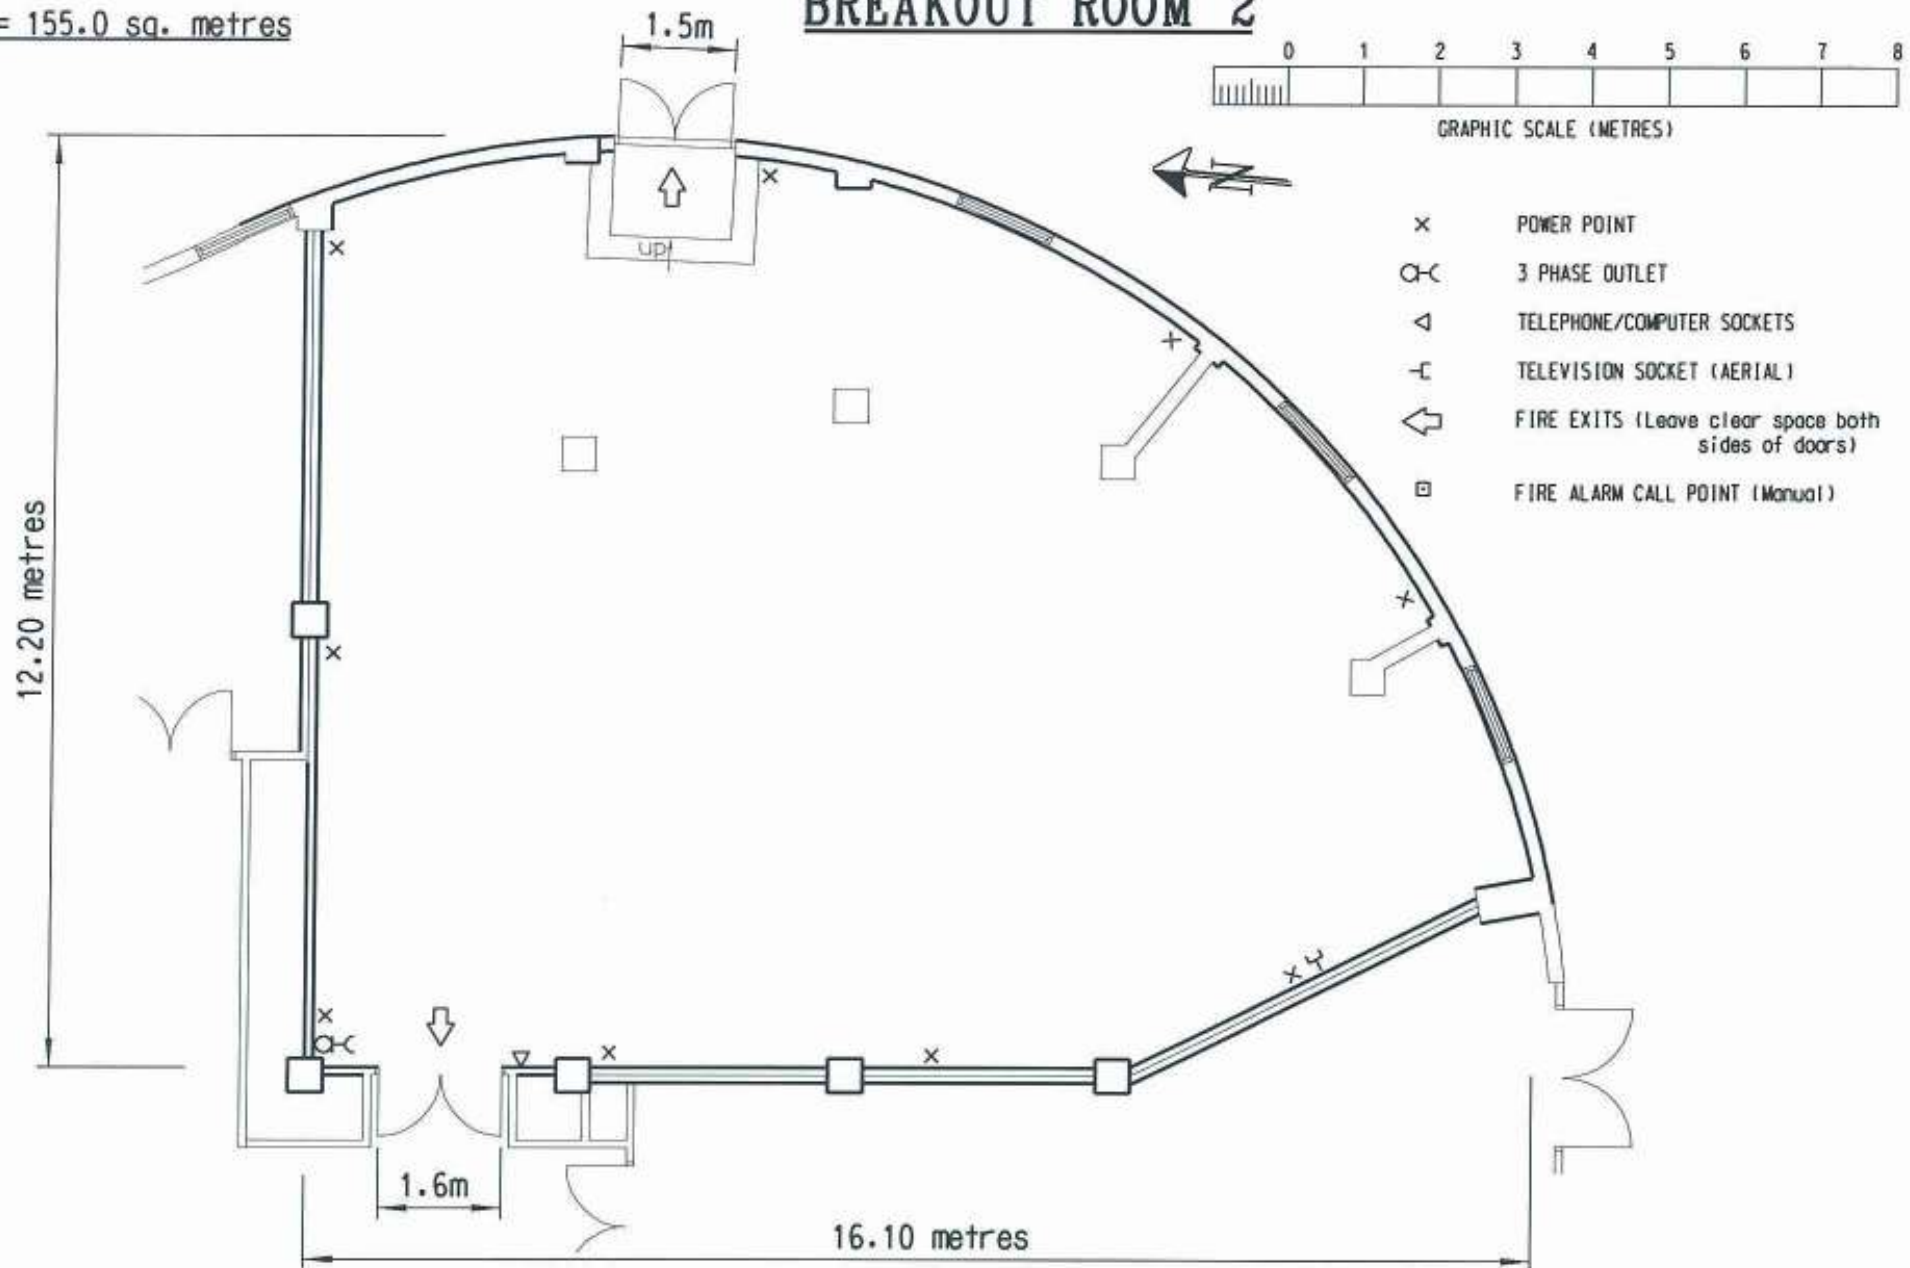 = 155.0 sq. metres
BREAKOUT ROOM 2
1.5m
0 1 2 3 4 5 6 7 8
GRAPHIC SCALE (METRES)
N
× POWER POINT
3 PHASE OUTLET
TELEPHONE/COMPUTER SOCKETS
TELEVISION SOCKET (AERIAL)
FIRE EXITS (Leave clear space both
sides of doors)
FIRE ALARM CALL POINT (Manual)
up
12.20 metres
1.6m
16.10 metres